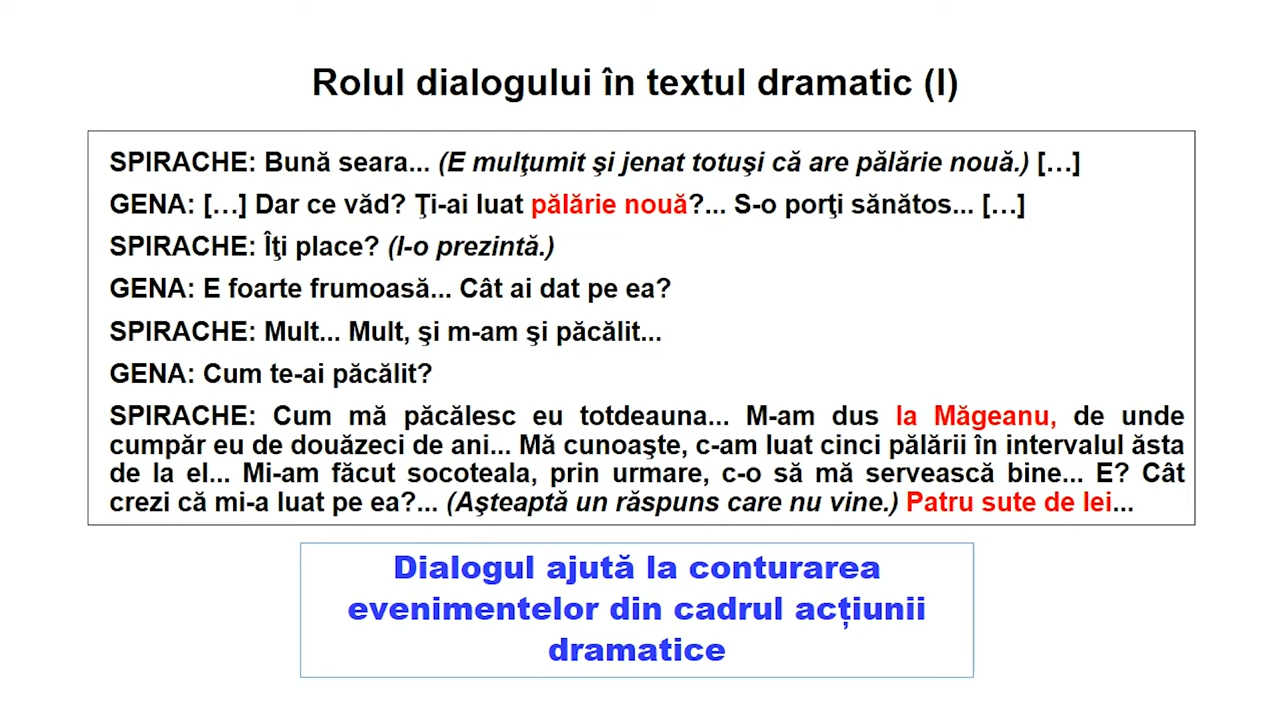 Rolul dialogului în textul dramatic (I)
SPIRACHE: Bună seara... (E mulţumit şi jenat totuşi că are pălărie nouă.) […]
GENA: […] Dar ce văd? Ţi-ai luat pălărie nouă?... S-o porţi sănătos... […]
SPIRACHE: Îţi place? (I-o prezintă.)
GENA: E foarte frumoasă... Cât ai dat pe ea?
SPIRACHE: Mult... Mult, şi m-am şi păcălit...
GENA: Cum te-ai păcălit?
SPIRACHE: Cum mă păcălesc eu totdeauna... M-am dus la Măgeanu, de unde
cumpăr eu de douăzeci de ani... Mă cunoaşte, c-am luat cinci pălării în intervalul ăsta
de la el... Mi-am făcut socoteala, prin urmare, c-o să mă servească bine... E? Cât
crezi că mi-a luat pe ea?... (Aşteaptă un răspuns care nu vine.) Patru sute de lei...
Dialogul ajută la conturarea
evenimentelor din cadrul acțiunii
dramatice